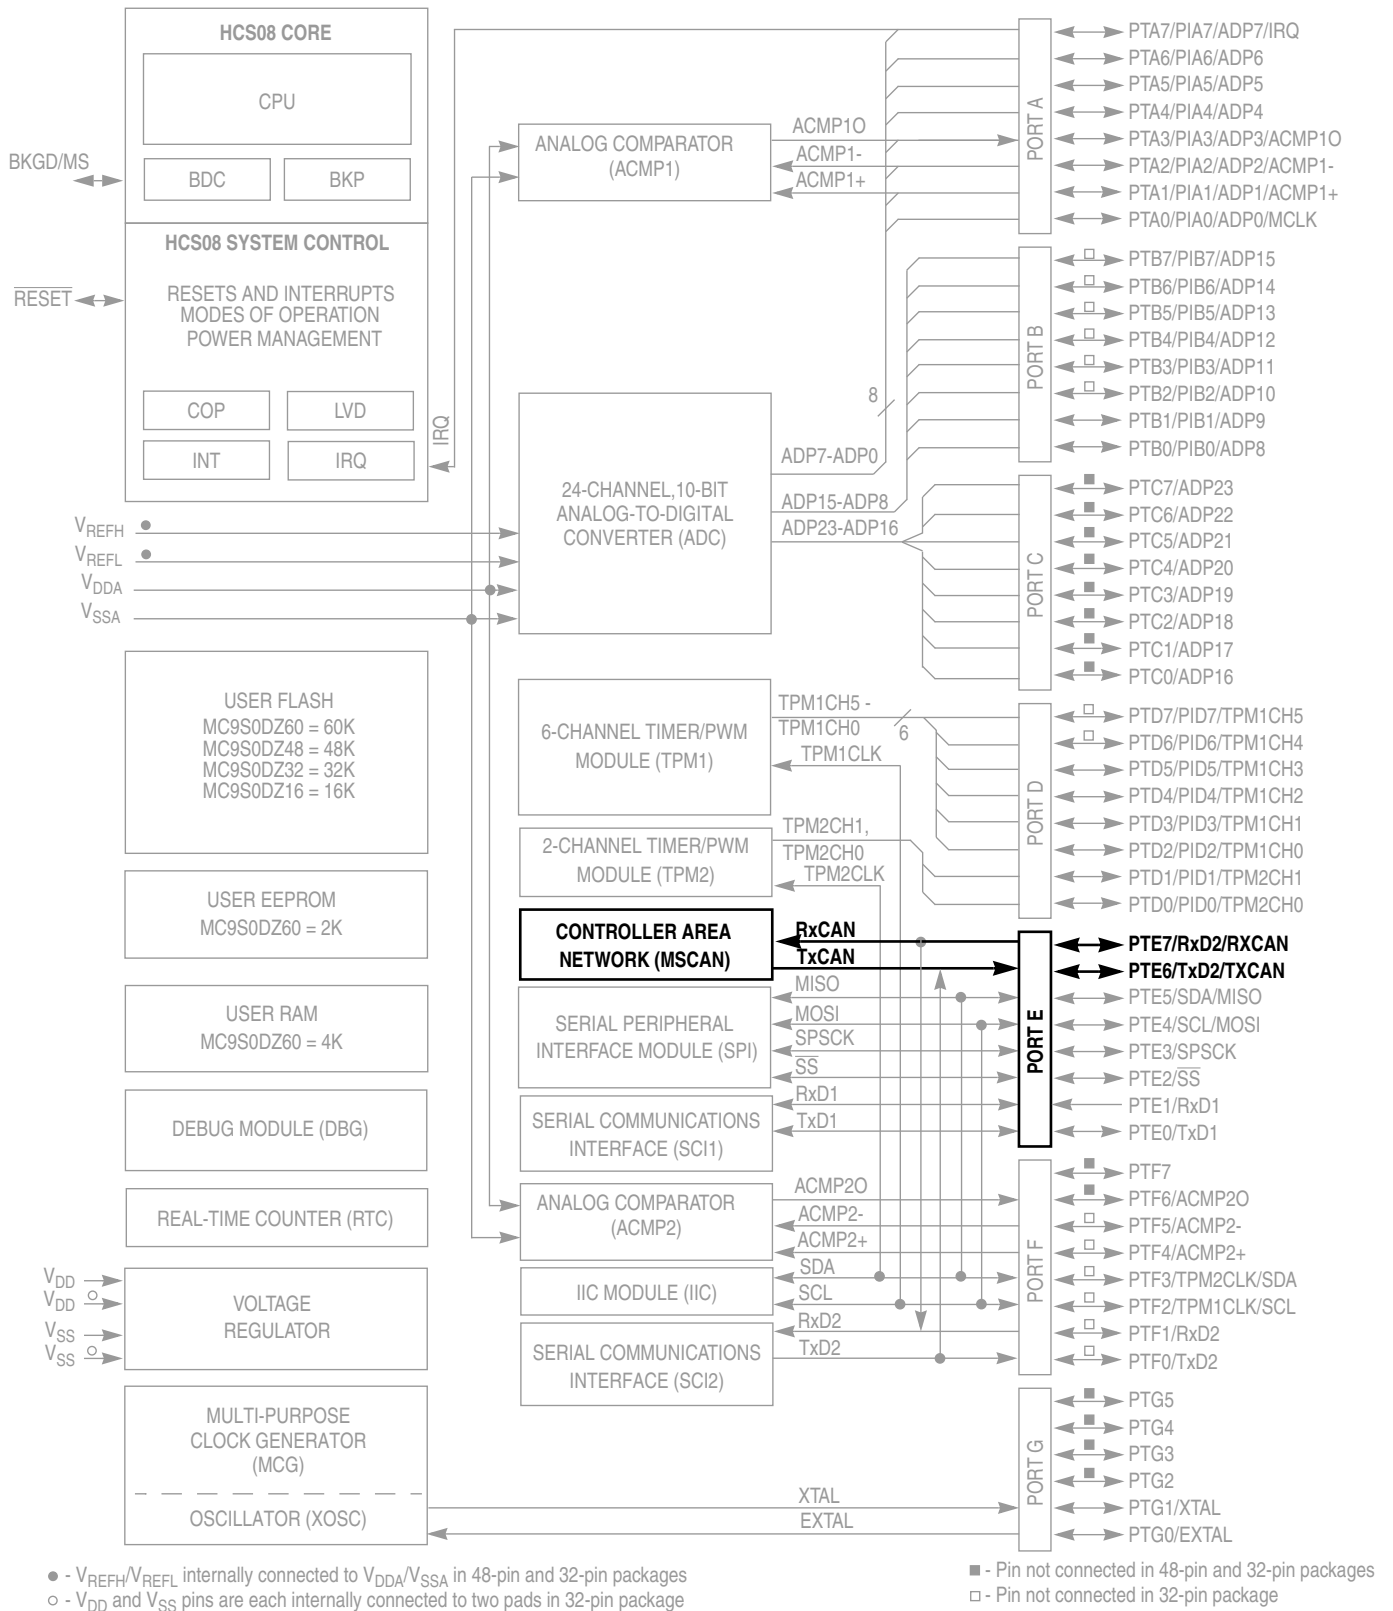 HCS08 CORE
CPU
BDC
BKP
BKGD/MS
HCS08 SYSTEM CONTROL
RESETS AND INTERRUPTS
MODES OF OPERATION
POWER MANAGEMENT
RESET
COP
LVD
INT
IRQ
IRQ
VREFH
VREFL
VDDA
VSSA
USER FLASH
MC9S0DZ60 = 60K
MC9S0DZ48 = 48K
MC9S0DZ32 = 32K
MC9S0DZ16 = 16K
USER EEPROM
MC9S0DZ60 = 2K
USER RAM
MC9S0DZ60 = 4K
DEBUG MODULE (DBG)
REAL-TIME COUNTER (RTC)
VDD
VDD
VSS
VSS
VOLTAGE
REGULATOR
MULTI-PURPOSE
CLOCK GENERATOR
(MCG)
OSCILLATOR (XOSC)
ANALOG COMPARATOR
(ACMP1)
ACMP1O
ACMP1-
ACMP1+
24-CHANNEL,10-BIT
ANALOG-TO-DIGITAL
CONVERTER (ADC)
8
ADP7-ADP0
ADP15-ADP8
ADP23-ADP16
6-CHANNEL TIMER/PWM
MODULE (TPM1)
TPM1CH5 -
TPM1CH0
6
TPM1CLK
2-CHANNEL TIMER/PWM
MODULE (TPM2)
TPM2CH1,
TPM2CH0
TPM2CLK
CONTROLLER AREA
NETWORK (MSCAN)
RxCAN
TxCAN
SERIAL PERIPHERAL
INTERFACE MODULE (SPI)
MISO
MOSI
SPSCK
SS
SERIAL COMMUNICATIONS
INTERFACE (SCI1)
RxD1
TxD1
ANALOG COMPARATOR
(ACMP2)
ACMP2O
ACMP2-
ACMP2+
IIC MODULE (IIC)
SDA
SCL
SERIAL COMMUNICATIONS
INTERFACE (SCI2)
RxD2
TxD2
XTAL
EXTAL
PORT A
PTA7/PIA7/ADP7/IRQ
PTA6/PIA6/ADP6
PTA5/PIA5/ADP5
PTA4/PIA4/ADP4
PTA3/PIA3/ADP3/ACMP1O
PTA2/PIA2/ADP2/ACMP1-
PTA1/PIA1/ADP1/ACMP1+
PTA0/PIA0/ADP0/MCLK
PORT B
PTB7/PIB7/ADP15
PTB6/PIB6/ADP14
PTB5/PIB5/ADP13
PTB4/PIB4/ADP12
PTB3/PIB3/ADP11
PTB2/PIB2/ADP10
PTB1/PIB1/ADP9
PTB0/PIB0/ADP8
PORT C
PTC7/ADP23
PTC6/ADP22
PTC5/ADP21
PTC4/ADP20
PTC3/ADP19
PTC2/ADP18
PTC1/ADP17
PTC0/ADP16
PORT D
PTD7/PID7/TPM1CH5
PTD6/PID6/TPM1CH4
PTD5/PID5/TPM1CH3
PTD4/PID4/TPM1CH2
PTD3/PID3/TPM1CH1
PTD2/PID2/TPM1CH0
PTD1/PID1/TPM2CH1
PTD0/PID0/TPM2CH0
PORT E
PTE7/RxD2/RXCAN
PTE6/TxD2/TXCAN
PTE5/SDA/MISO
PTE4/SCL/MOSI
PTE3/SPSCK
PTE2/SS
PTE1/RxD1
PTE0/TxD1
PORT F
PTF7
PTF6/ACMP2O
PTF5/ACMP2-
PTF4/ACMP2+
PTF3/TPM2CLK/SDA
PTF2/TPM1CLK/SCL
PTF1/RxD2
PTF0/TxD2
PORT G
PTG5
PTG4
PTG3
PTG2
PTG1/XTAL
PTG0/EXTAL
● - VREFH/VREFL internally connected to VDDA/VSSA in 48-pin and 32-pin packages
○ - VDD and VSS pins are each internally connected to two pads in 32-pin package
■ - Pin not connected in 48-pin and 32-pin packages
□ - Pin not connected in 32-pin package